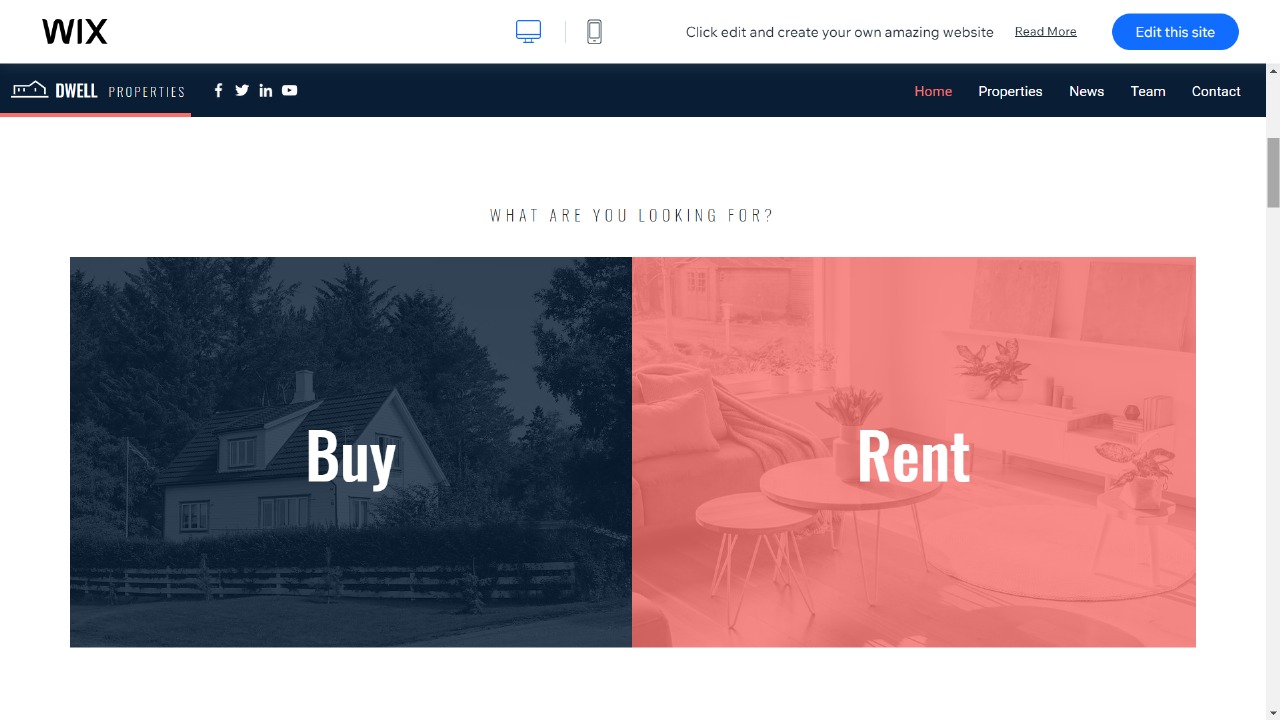 WIX
Click edit and create your own amazing website
Read More
Edit this site
DWELL PROPERTIES
Home
Properties
News
Team
Contact
WHAT ARE YOU LOOKING FOR?
Buy
Rent